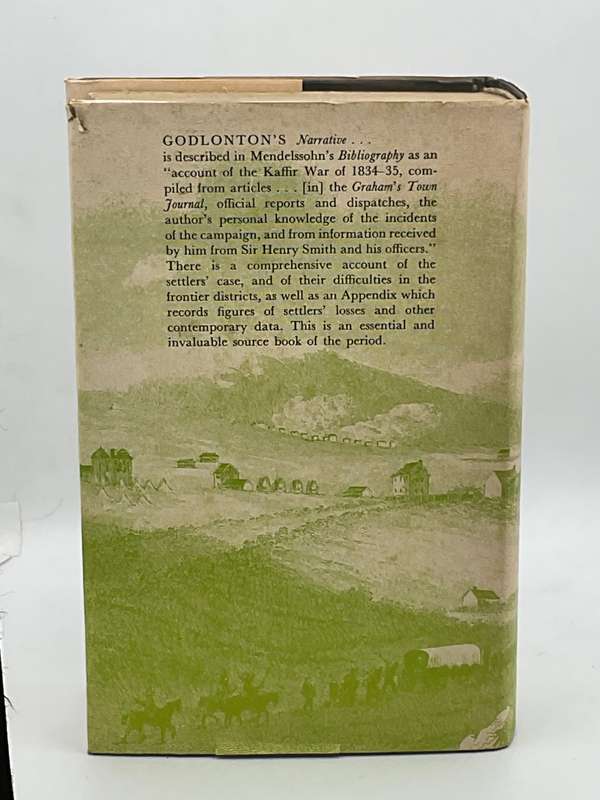 GODLONTON'S Narrative . . .
is described in Mendelssohn's Bibliography as an
"account of the Kaffir War of 1834–35, com-
piled from articles . . . [in] the Graham's Town
Journal, official reports and dispatches, the
author's personal knowledge of the incidents
of the campaign, and from information received
by him from Sir Henry Smith and his officers."
There is a comprehensive account of the
settlers' case, and of their difficulties in the
frontier districts, as well as an Appendix which
records figures of settlers' losses and other
contemporary data. This is an essential and
invaluable source book of the period.